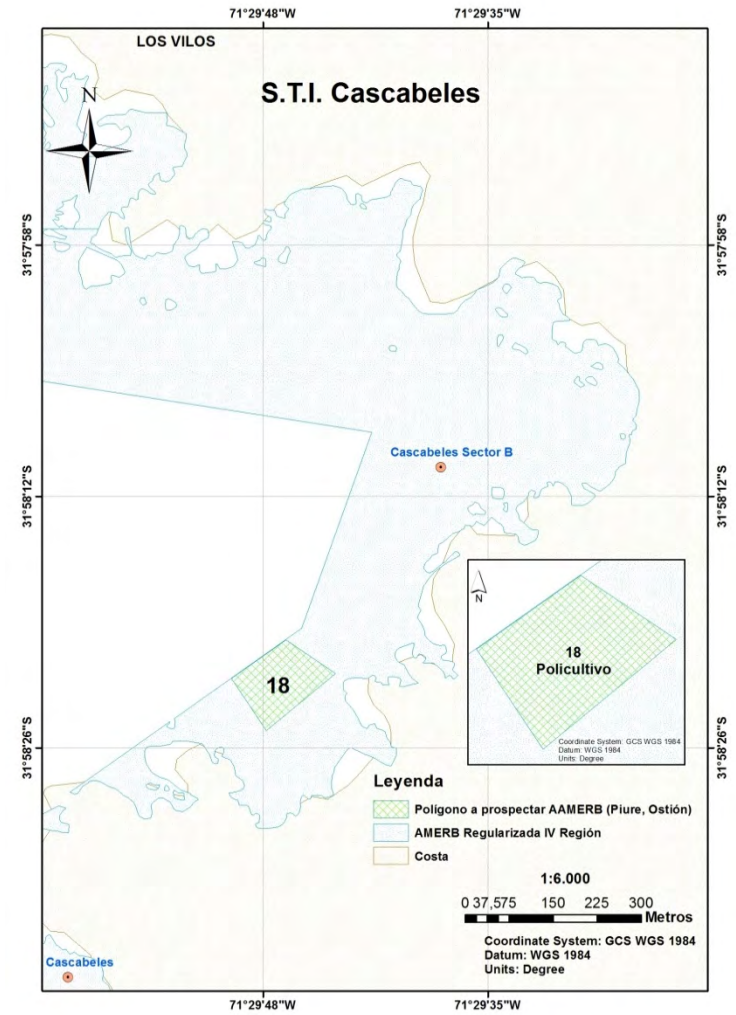 71°29'48"W 71°29'35"W
LOS VILOS
S.T.I. Cascabeles
N
31°57'58"S 31°57'58"S
Cascabeles Sector B
31°58'12"S 31°58'12"S
N
18
Policultivo
18
Coordinate System: GCS WGS 1984
Datum: WGS 1984
Units: Degree
31°58'26"S 31°58'26"S
Leyenda
Polígono a prospectar AAMERB (Piure, Ostión)
AMERB Regularizada IV Región
Costa
1:6.000
0 37,575 150 225 300
Metros
Coordinate System: GCS WGS 1984
Datum: WGS 1984
Units: Degree
Cascabeles
71°29'48"W 71°29'35"W